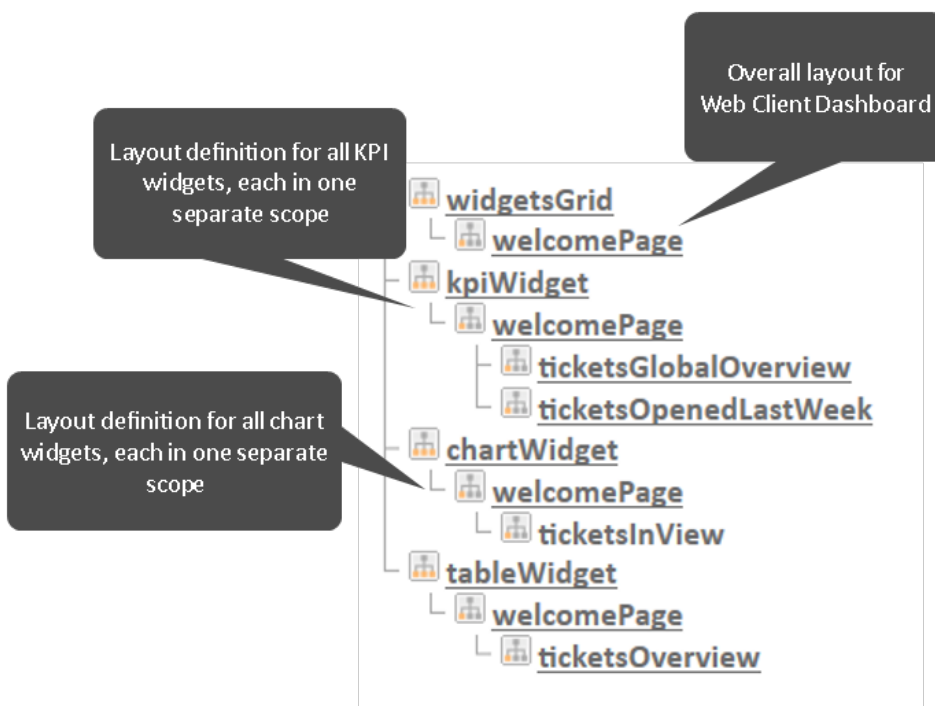 Overall layout for
Web Client Dashboard
Layout definition for all KPI
widgets, each in one
separate scope
widgetsGrid
welcomePage
kpiWidget
welcomePage
ticketsGlobalOverview
ticketsOpenedLastWeek
Layout definition for all chart
widgets, each in one separate
scope
chartWidget
welcomePage
ticketsInView
tableWidget
welcomePage
ticketsOverview